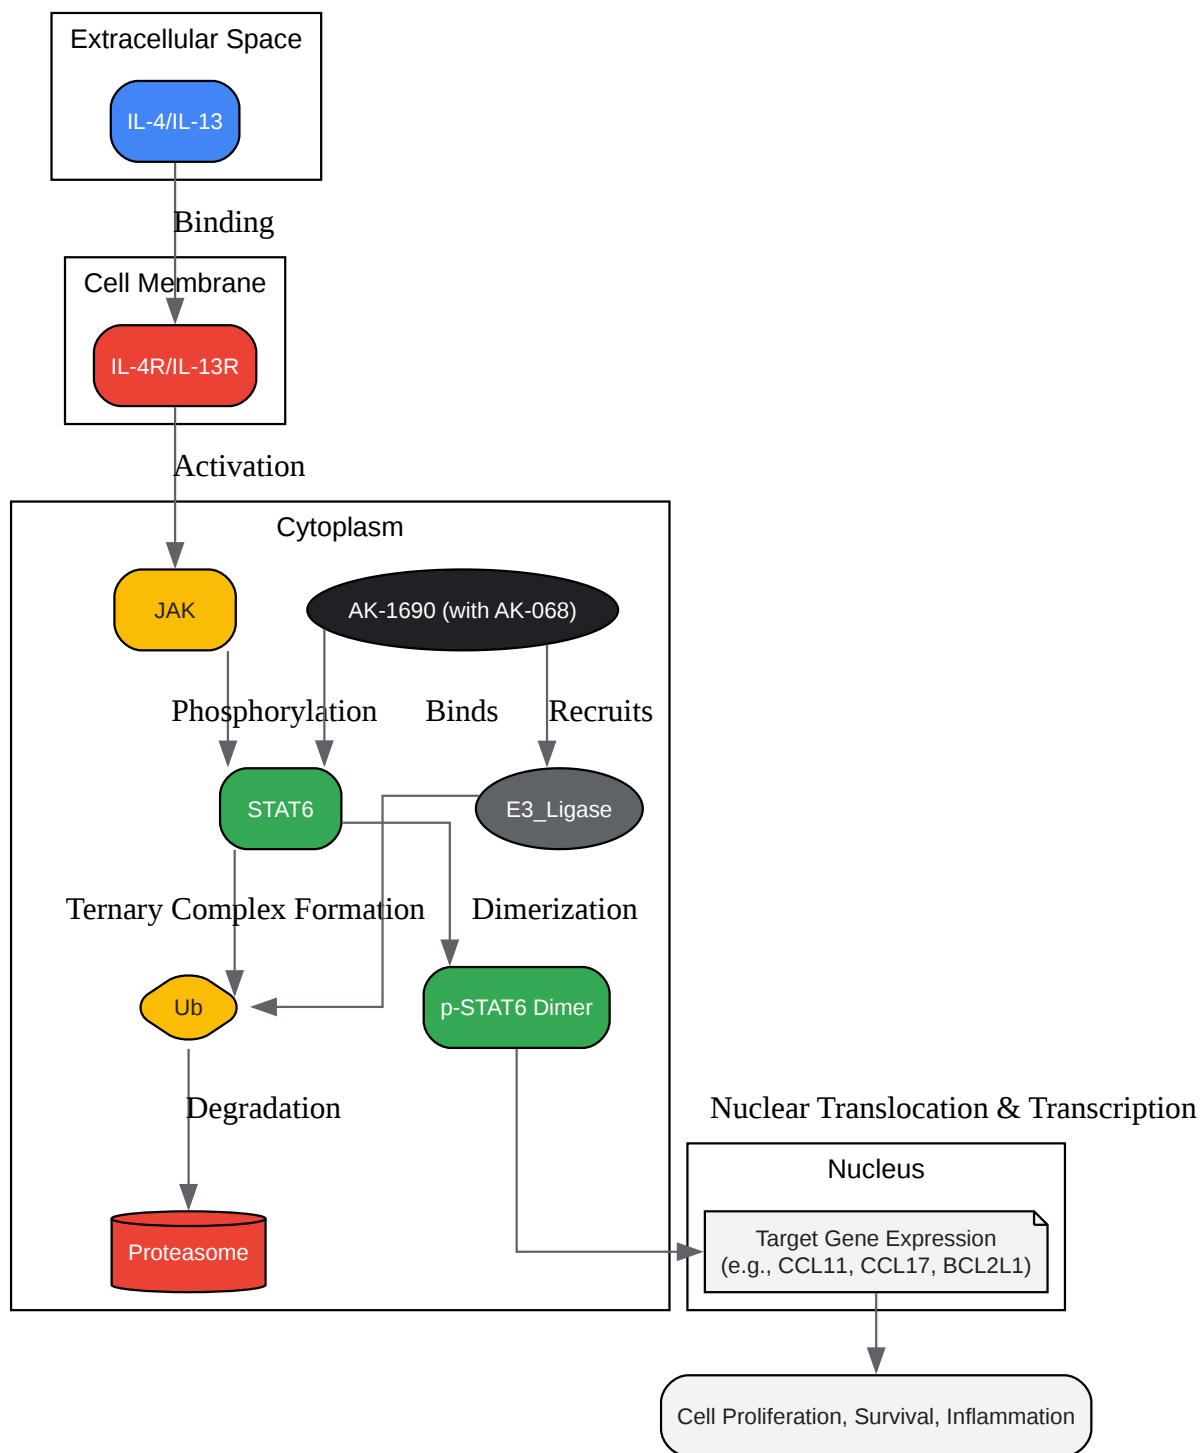 Extracellular Space
IL-4/IL-13
Binding
Cell Membrane
IL-4R/IL-13R
Activation
Cytoplasm
JAK
AK-1690 (with AK-068)
Phosphorylation
Binds
Recruits
STAT6
E3_Ligase
Ternary Complex Formation
Dimerization
Ub
p-STAT6 Dimer
Degradation
Nuclear Translocation & Transcription
Nucleus
Proteasome
Target Gene Expression
(e.g., CCL11, CCL17, BCL2L1)
Cell Proliferation, Survival, Inflammation